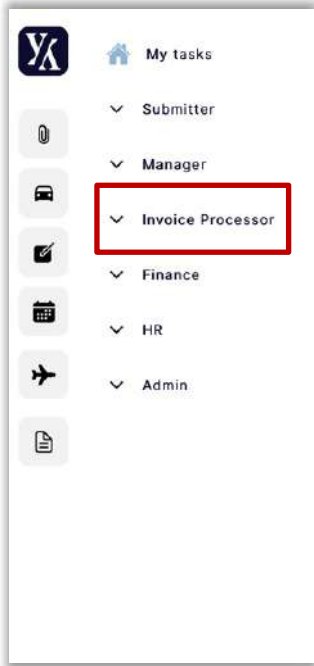 My tasks
Submitter
Manager
Invoice Processor
Finance
HR
Admin